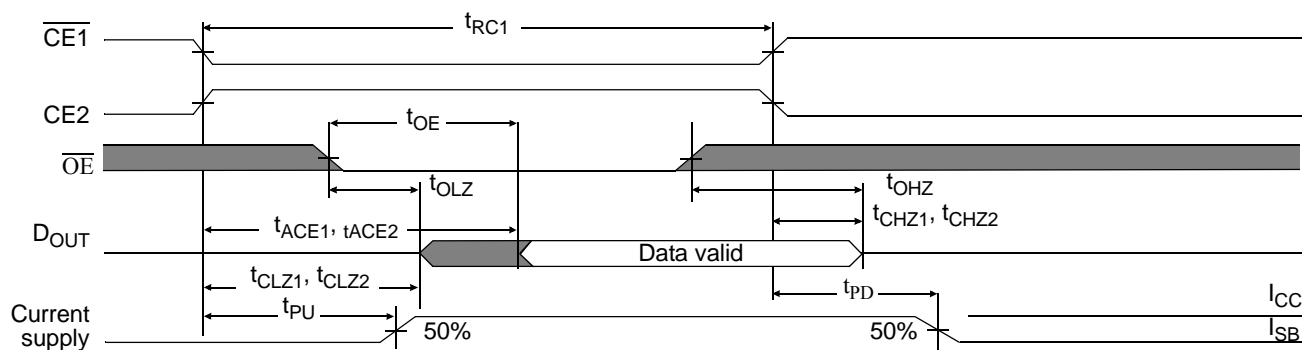 tRC1
CE1
CE2
tOE
OE
tOLZ
tOHZ
tACE1, tACE2
tCHZ1, tCHZ2
DOUT
Data valid
tCLZ1, tCLZ2
tPU
tPD
ICC
Current
supply
50%
50%
ISB